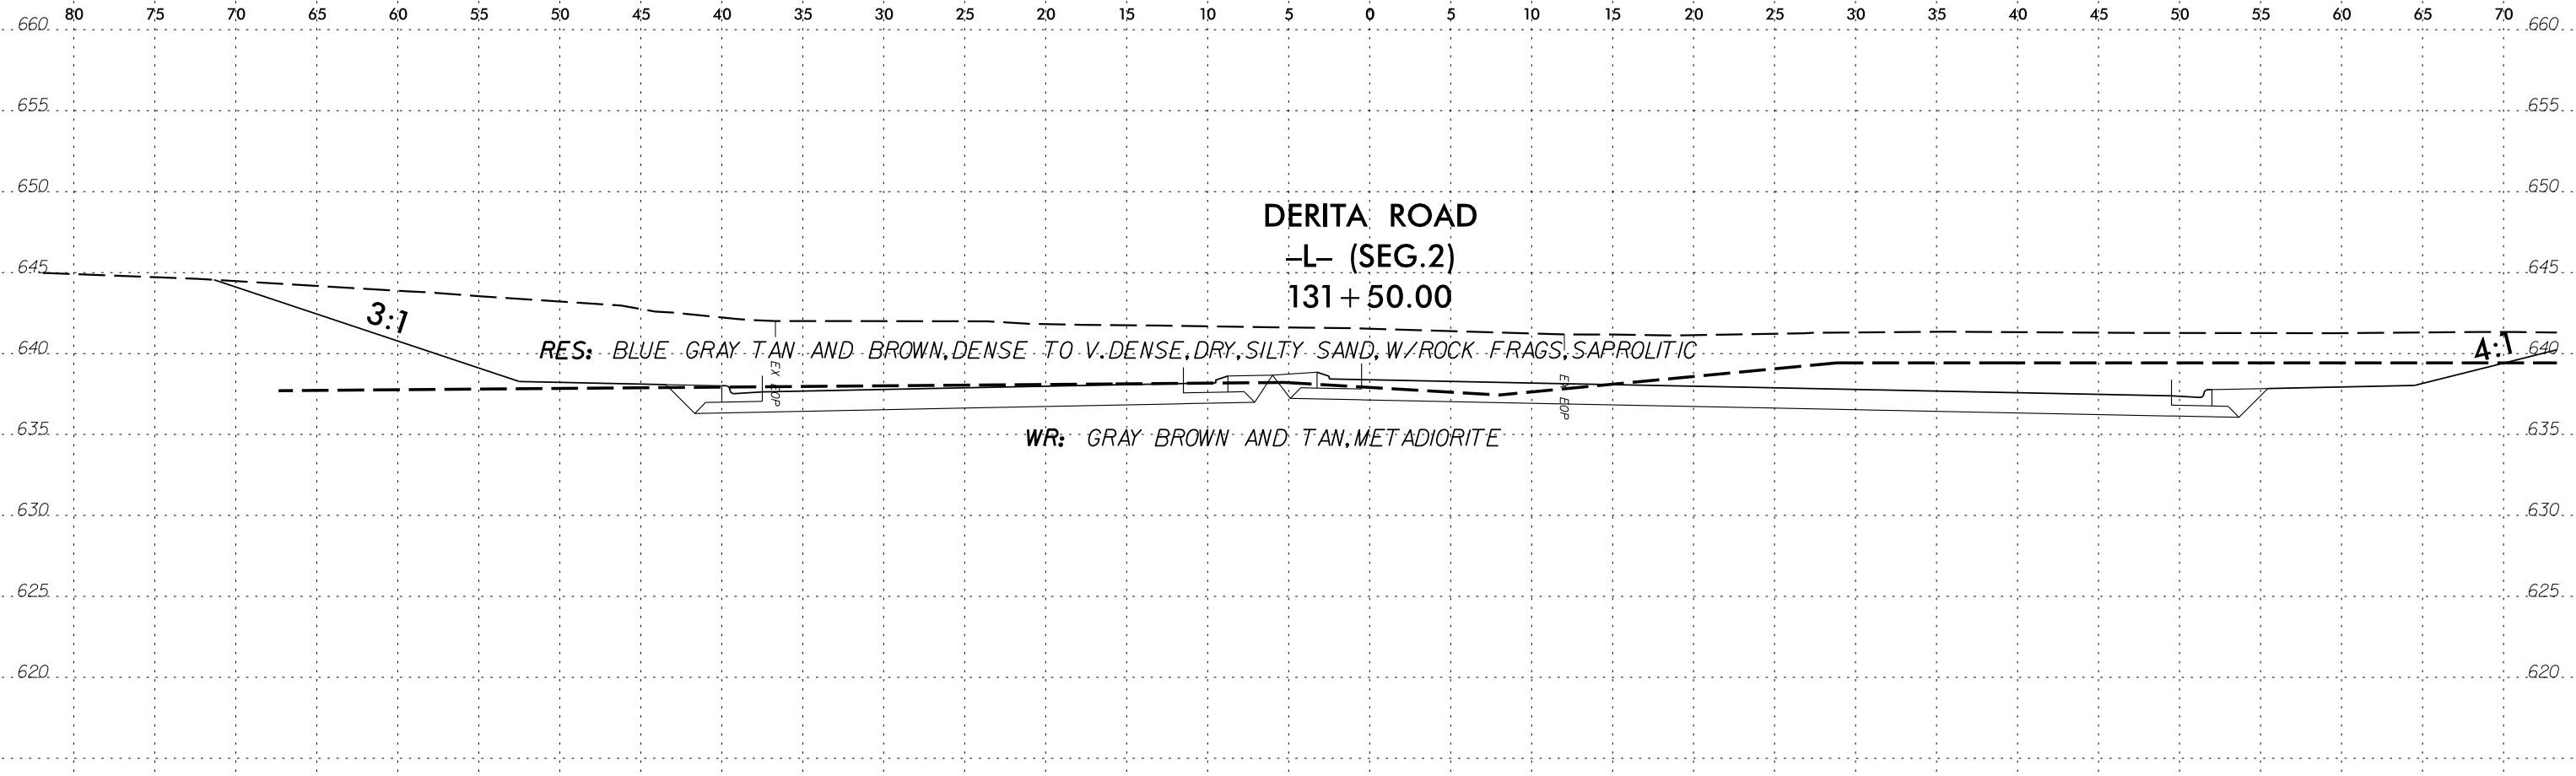 80 75 70 65 60 55 50 45 40 35 30 25 20 15 10 5 0 5 10 15 20 25 30 35 40 45 50 55 60 65 70
660 660
655 655
650 650
DERITA ROAD
645 -L- (SEG.2) 645
131+50.00
3:1
640 RES: BLUE GRAY TAN AND BROWN,DENSE TO V.DENSE,DRY,SILTY SAND,W/ROCK FRAGS,SAPROLITIC 4:1 640
EX EOP EX EOP
635 WR: GRAY BROWN AND TAN,METADIORITE 635
630 630
625 625
620 620